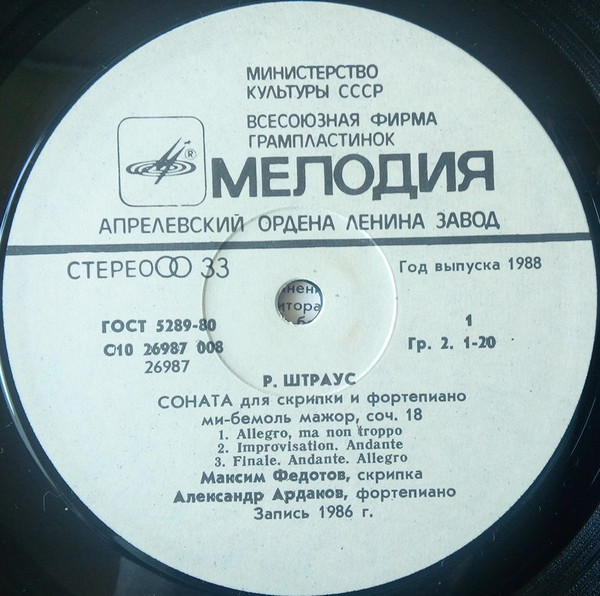 МИНИСТЕРСТВО
КУЛЬТУРЫ СССР
ВСЕСОЮЗНАЯ ФИРМА
ГРАМПЛАСТИНОК
®
МЕЛОДИЯ
АПРЕЛЕВСКИЙ ОРДЕНА ЛЕНИНА ЗАВОД
СТЕРЕО 33
Год выпуска 1988
ГОСТ 5289-80
1
С10 26987 008
Гр. 2. 1-20
26987
Р. ШТРАУС
СОНАТА для скрипки и фортепиано
ми-бемоль мажор, соч. 18
1. Allegro, ma non troppo
2. Improvisation. Andante
3. Finale. Andante. Allegro
Максим Федотов, скрипка
Александр Ардаков, фортепиано
Запись 1986 г.